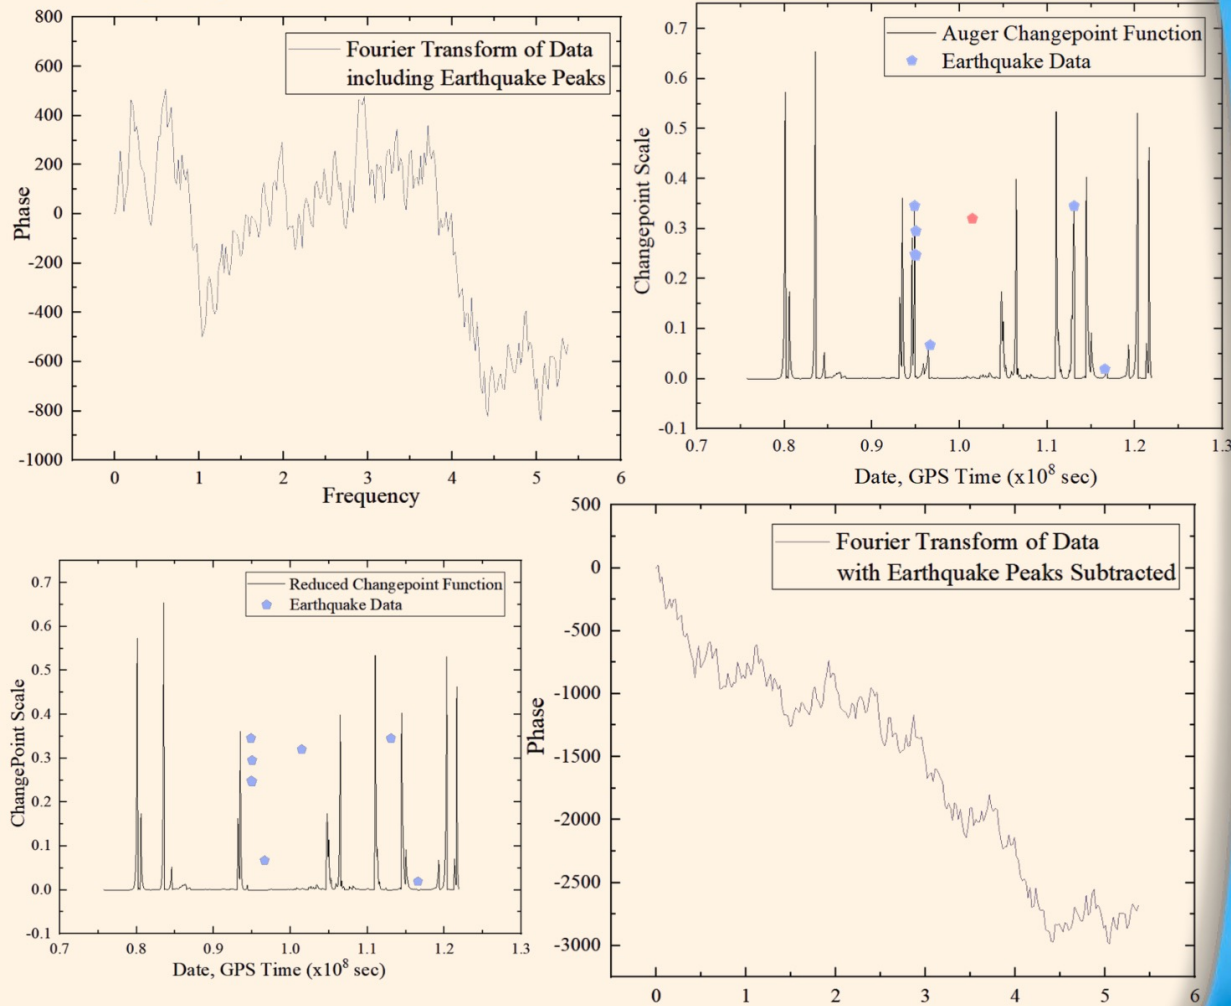 800
600
400
200
0
-200
-400
-600
-800
-1000
Phase
Fourier Transform of Data
including Earthquake Peaks
0 1 2 3 4 5 6
Frequency
0.7
0.6
0.5
0.4
0.3
0.2
0.1
0.0
-0.1
Changepoint Scale
Auger Changepoint Function
Earthquake Data
0.7 0.8 0.9 1.0 1.1 1.2 1.3
Date, GPS Time (x10⁸ sec)
0.7
0.6
0.5
0.4
0.3
0.2
0.1
0.0
-0.1
ChangePoint Scale
Reduced Changepoint Function
Earthquake Data
0.7 0.8 0.9 1.0 1.1 1.2 1.3
Date, GPS Time (x10⁸ sec)
500
0
-500
-1000
-1500
-2000
-2500
-3000
Phase
Fourier Transform of Data
with Earthquake Peaks Subtracted
0 1 2 3 4 5 6